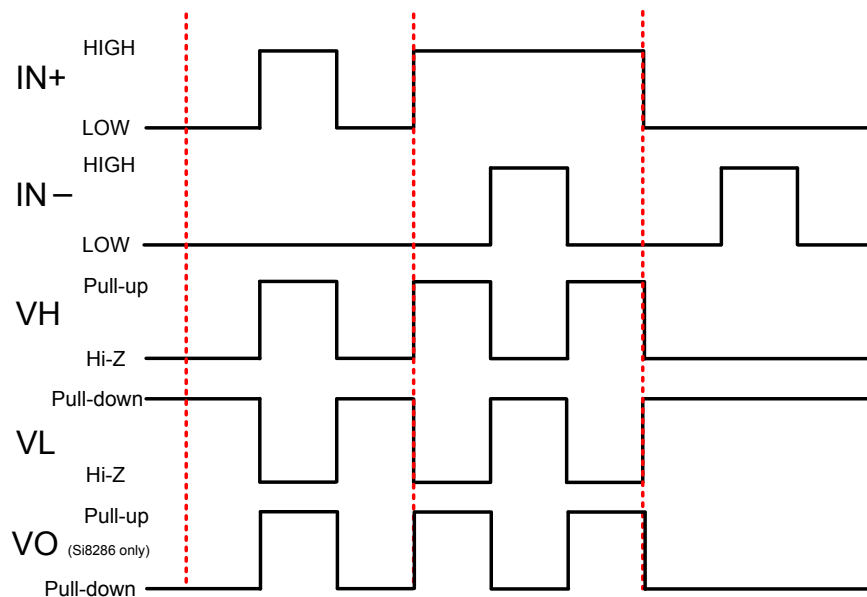 HIGH
IN+
LOW
HIGH
IN−
LOW
Pull-up
VH
Hi-Z
Pull-down
VL
Hi-Z
Pull-up
VO (Si8286 only)
Pull-down